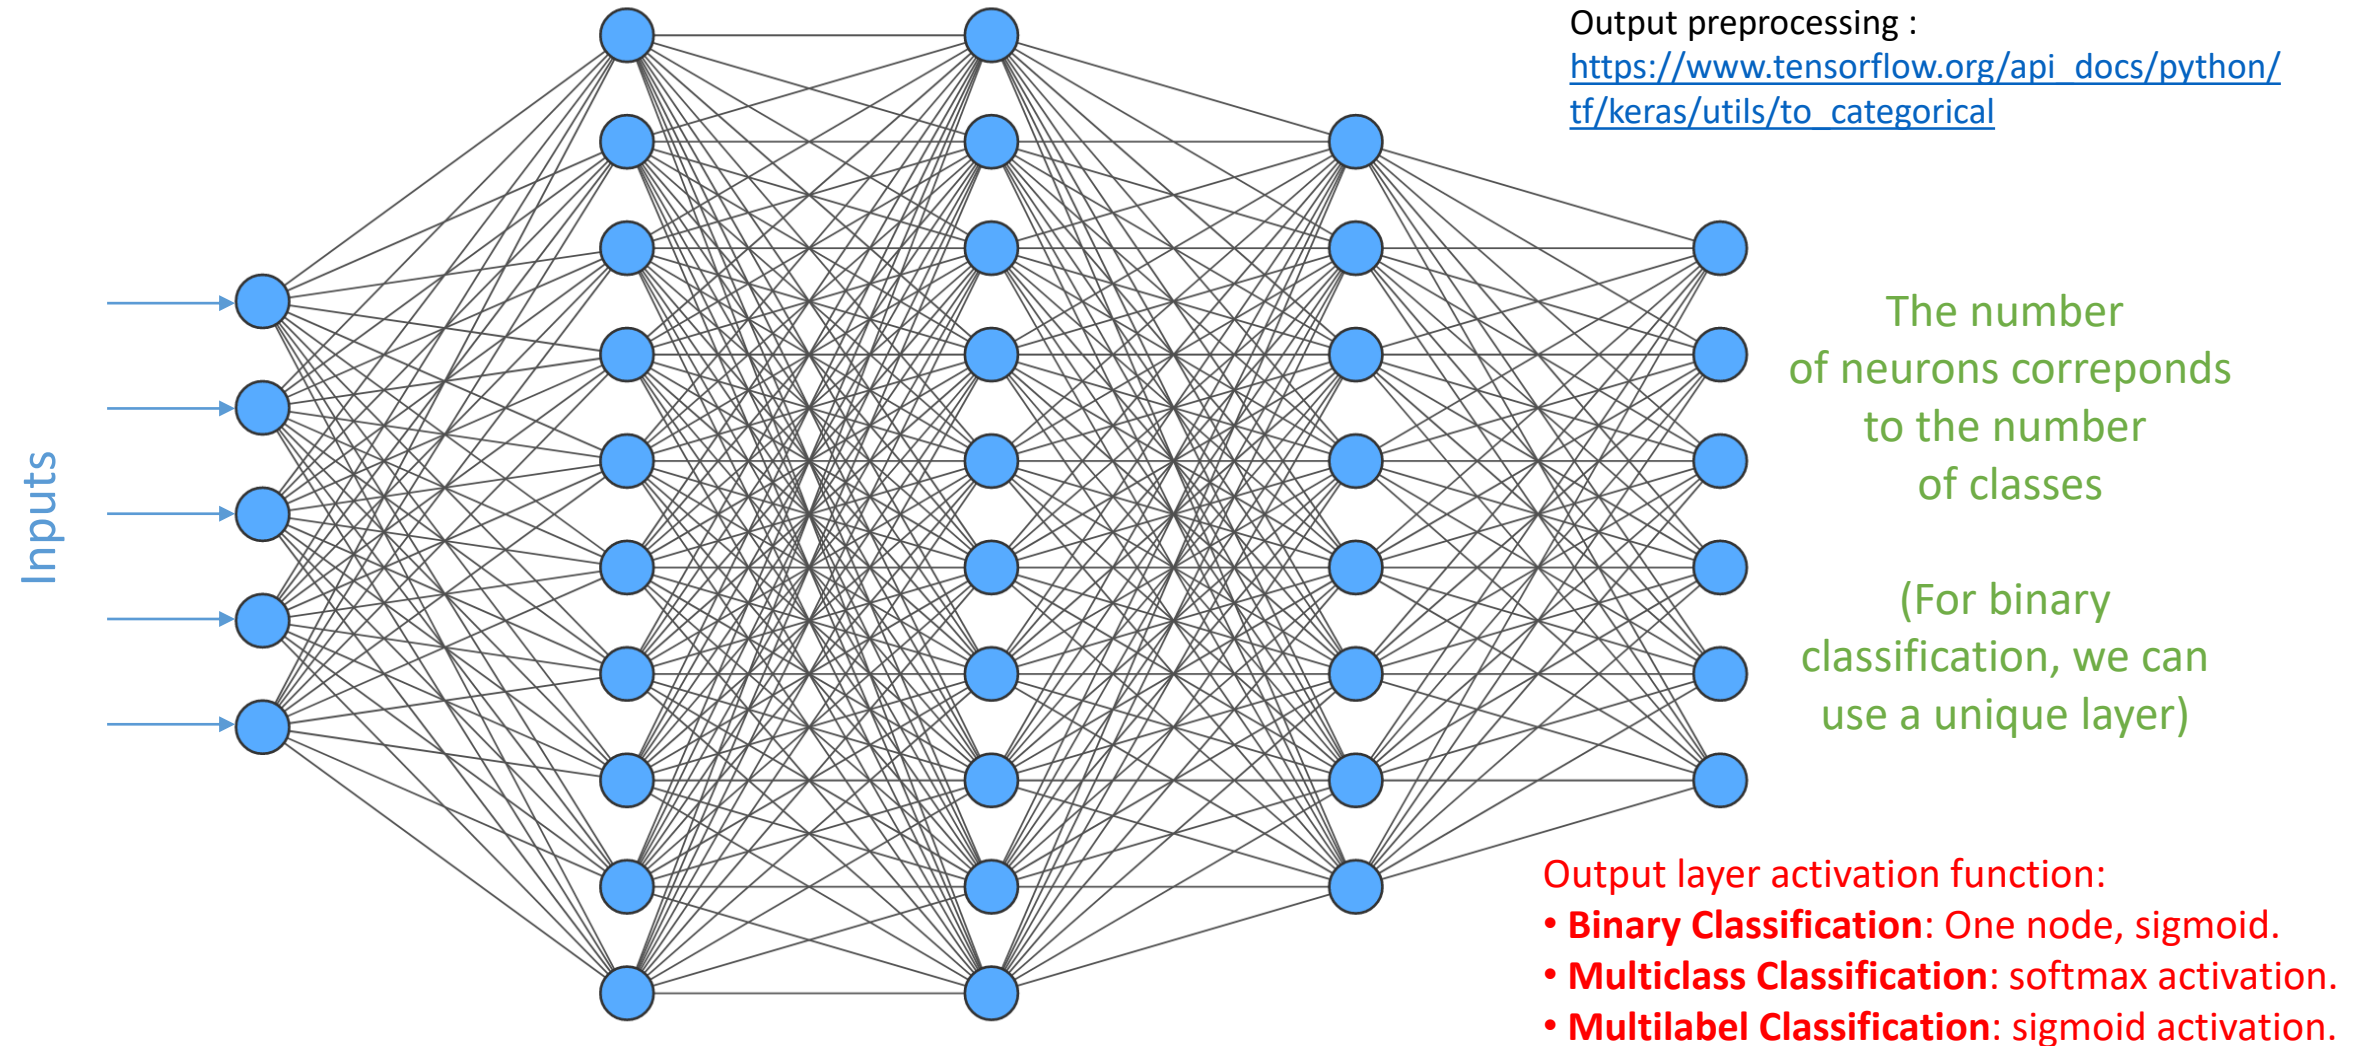 Output preprocessing :
https://www.tensorflow.org/api_docs/python/
tf/keras/utils/to_categorical
Inputs
The number
of neurons correponds
to the number
of classes
(For binary
classification, we can
use a unique layer)
Output layer activation function:
• Binary Classification: One node, sigmoid.
• Multiclass Classification: softmax activation.
• Multilabel Classification: sigmoid activation.